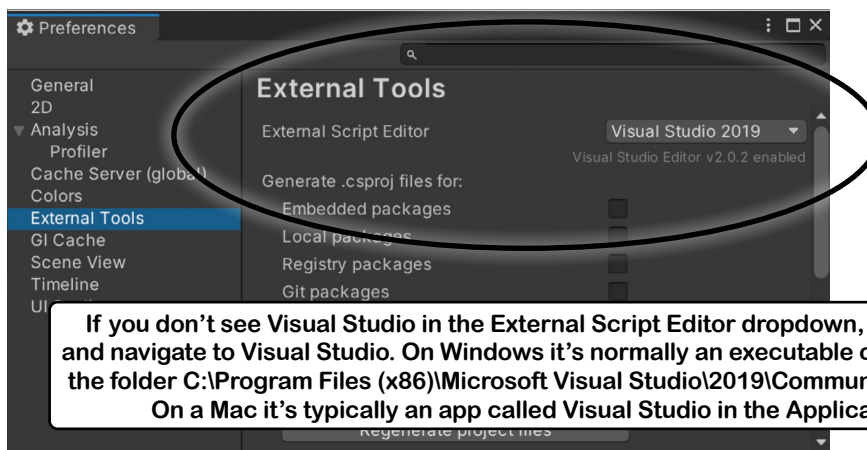 Preferences
General
2D
Analysis
Profiler
Cache Server (global)
Colors
External Tools
GI Cache
Scene View
Timeline
UI
External Tools
External Script Editor
Visual Studio 2019
Visual Studio Editor v2.0.2 enabled
Generate .csproj files for:
Embedded packages
Local packages
Registry packages
Git packages
If you don’t see Visual Studio in the External Script Editor dropdown,
and navigate to Visual Studio. On Windows it’s normally an executable
the folder C:\Program Files (x86)\Microsoft Visual Studio\2019\
On a Mac it’s typically an app called Visual Studio in the
Regenerate project files